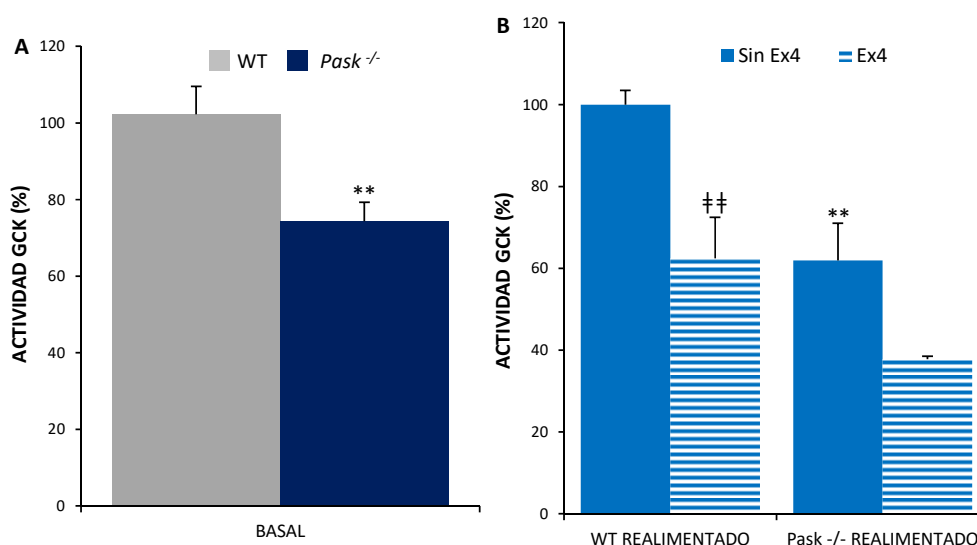 A
WT
Pask -/-
ACTIVIDAD GCK (%)
120
100
80
60
40
20
0
**
BASAL
B
Sin Ex4
Ex4
ACTIVIDAD GCK (%)
120
100
80
60
40
20
0
‡‡
**
WT REALIMENTADO
Pask -/- REALIMENTADO